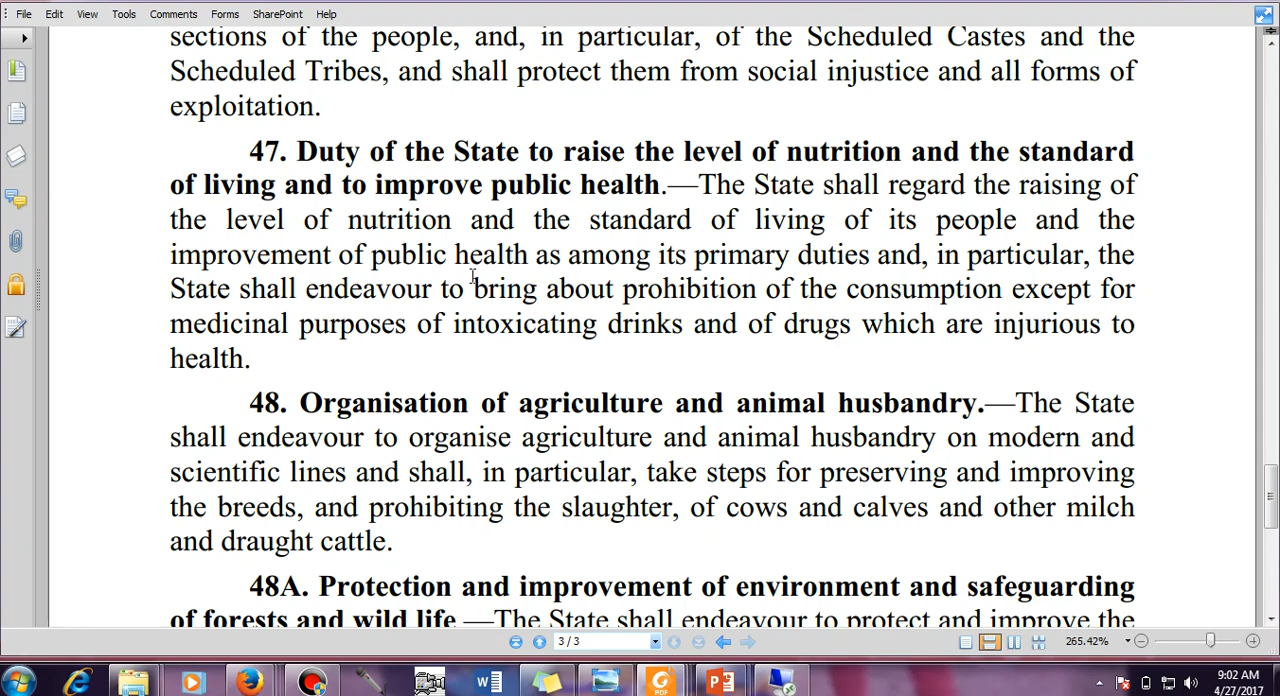 File Edit View Tools Comments Forms SharePoint Help
sections of the people, and, in particular, of the Scheduled Castes and the
Scheduled Tribes, and shall protect them from social injustice and all forms of
exploitation.
47. Duty of the State to raise the level of nutrition and the standard
of living and to improve public health.—The State shall regard the raising of
the level of nutrition and the standard of living of its people and the
improvement of public health as among its primary duties and, in particular, the
State shall endeavour to bring about prohibition of the consumption except for
medicinal purposes of intoxicating drinks and of drugs which are injurious to
health.
48. Organisation of agriculture and animal husbandry.—The State
shall endeavour to organise agriculture and animal husbandry on modern and
scientific lines and shall, in particular, take steps for preserving and improving
the breeds, and prohibiting the slaughter, of cows and calves and other milch
and draught cattle.
48A. Protection and improvement of environment and safeguarding
of forests and wild life.—The State shall endeavour to protect and improve the
3 / 3 265.42%
PDF
9:02 AM
4/27/2017